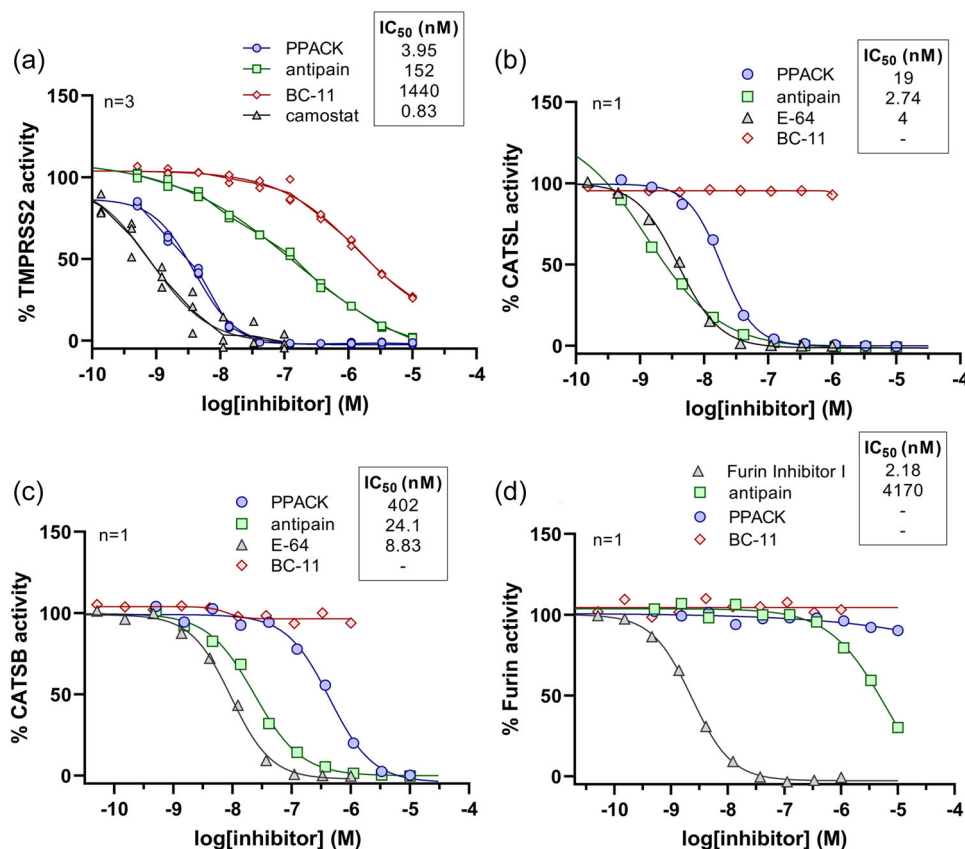 (a)
IC50 (nM)
PPACK 3.95
antipain 152
BC-11 1440
camostat 0.83
n=3
% TMPRSS2 activity
150
100
50
0
-10 -9 -8 -7 -6 -5 -4
log[inhibitor] (M)
(b)
IC50 (nM)
PPACK 19
antipain 2.74
E-64 4
BC-11 -
n=1
% CATSL activity
150
100
50
0
-10 -9 -8 -7 -6 -5 -4
log[inhibitor] (M)
(c)
IC50 (nM)
PPACK 402
antipain 24.1
E-64 8.83
BC-11 -
n=1
% CATSB activity
150
100
50
0
-10 -9 -8 -7 -6 -5 -4
log[inhibitor] (M)
(d)
IC50 (nM)
Furin Inhibitor I 2.18
antipain 4170
PPACK -
BC-11 -
n=1
% Furin activity
150
100
50
0
-10 -9 -8 -7 -6 -5 -4
log[inhibitor] (M)